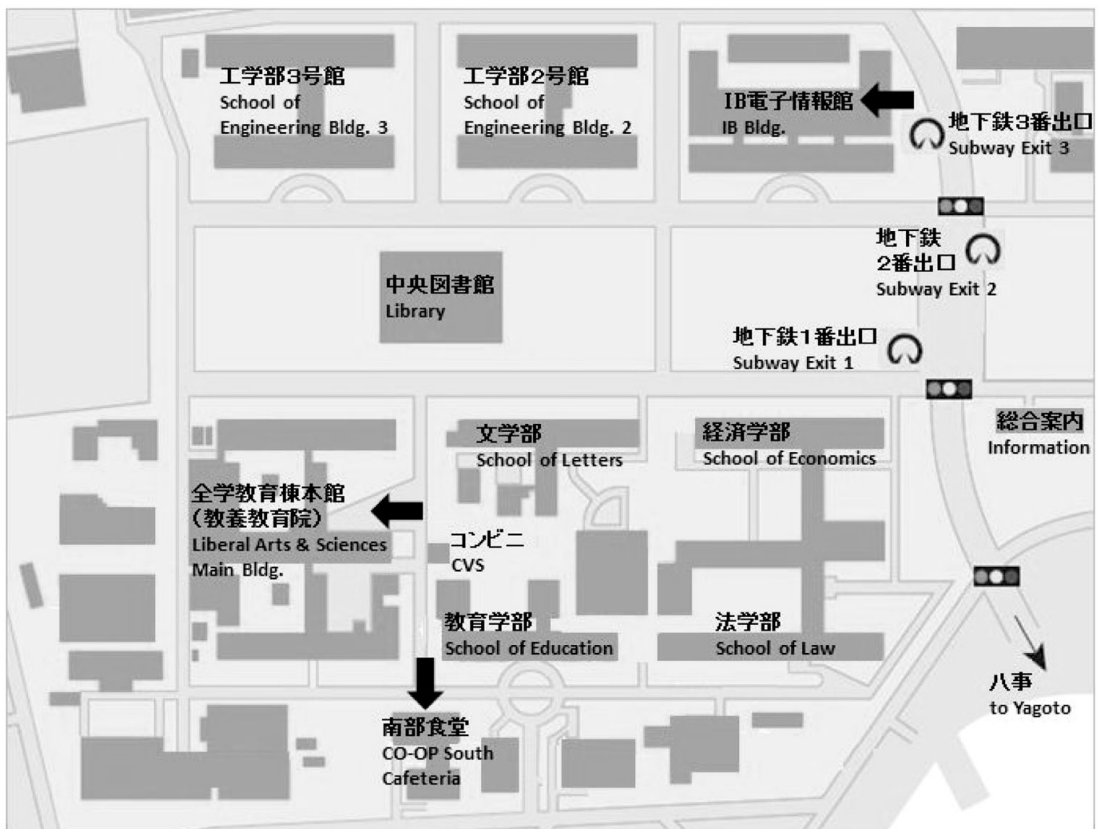 工学部3号館
School of
Engineering Bldg. 3
工学部2号館
School of
Engineering Bldg. 2
IB電子情報館
IB Bldg.
地下鉄3番出口
Subway Exit 3
地下鉄
2番出口
Subway Exit 2
中央図書館
Library
地下鉄1番出口
Subway Exit 1
総合案内
Information
文学部
School of Letters
経済学部
School of Economics
全学教育棟本館
(教養教育院)
Liberal Arts & Sciences
Main Bldg.
コンビニ
CVS
教育学部
School of Education
法学部
School of Law
八事
to Yagoto
南部食堂
CO-OP South
Cafeteria